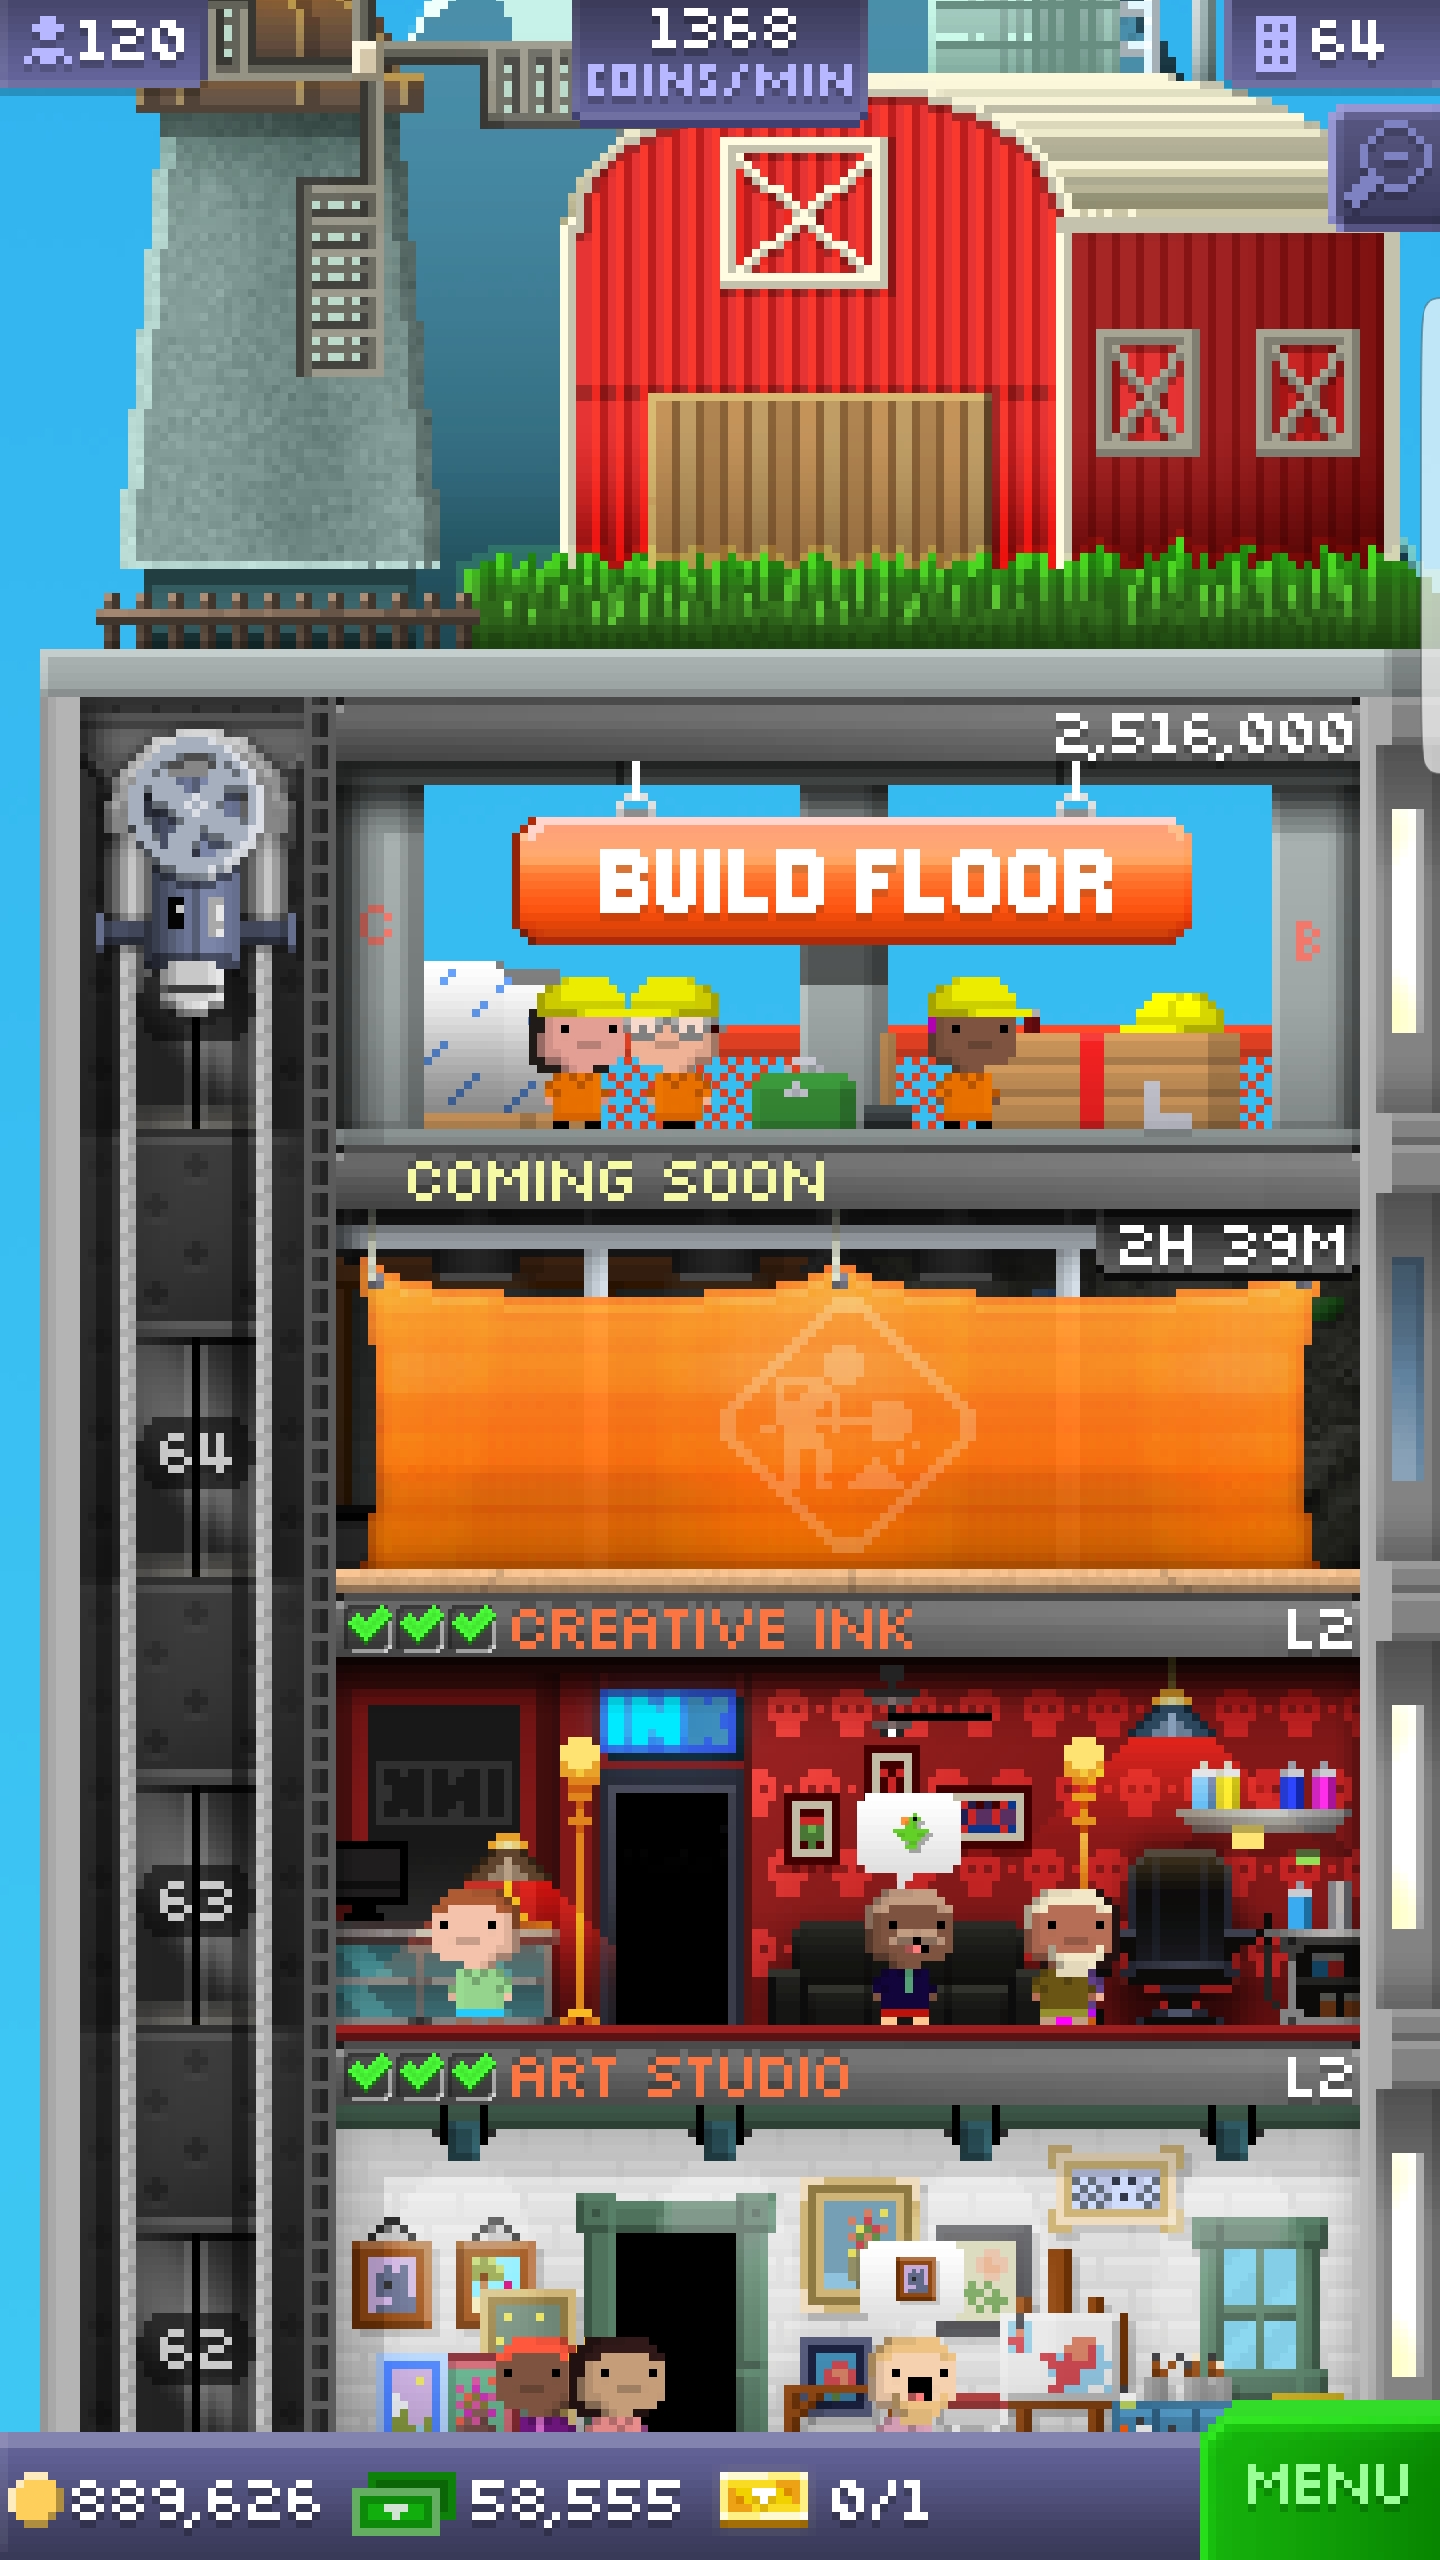 120
1368
COINS/MIN
64
2,516,000
BUILD FLOOR
C
B
COMING SOON
2H 39M
64
CREATIVE INK
L2
INK
INK
63
ART STUDIO
L2
62
889,626
58,555
0/1
MENU